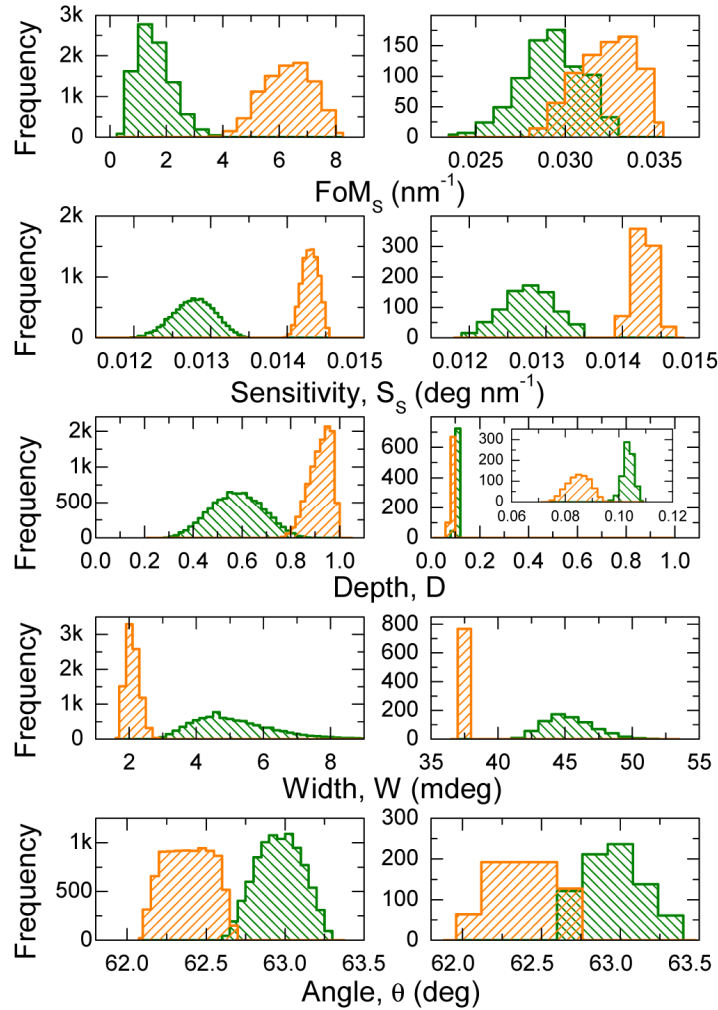 3k
2k
1k
0
Frequency
0 2 4 6 8
150
100
50
0
0.025 0.030 0.035
FoM_S (nm⁻¹)
2k
1k
0
Frequency
0.012 0.013 0.014 0.015
300
200
100
0
0.012 0.013 0.014 0.015
Sensitivity, S_S (deg nm⁻¹)
2k
1k
500
0
Frequency
0.0 0.2 0.4 0.6 0.8 1.0
600
400
200
0
300
200
100
0
0.06 0.08 0.10 0.12
0.0 0.2 0.4 0.6 0.8 1.0
Depth, D
3k
2k
1k
0
Frequency
2 4 6 8
800
600
400
200
0
35 40 45 50 55
Width, W (mdeg)
1k
500
0
Frequency
62.0 62.5 63.0 63.5
300
200
100
0
62.0 62.5 63.0 63.5
Angle, θ (deg)